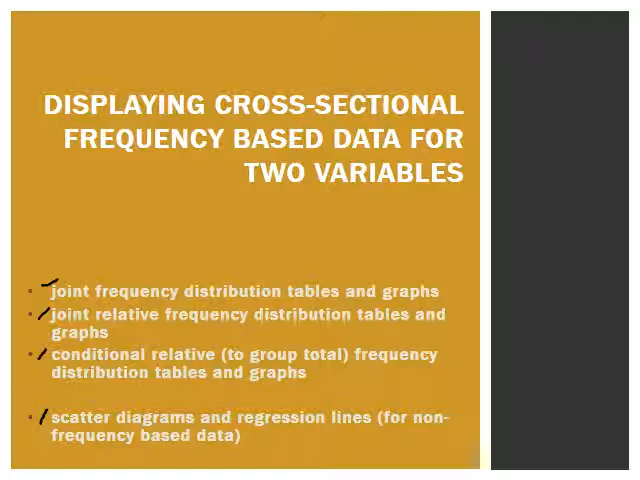 DISPLAYING CROSS-SECTIONAL
FREQUENCY BASED DATA FOR
TWO VARIABLES
• joint frequency distribution tables and graphs
• joint relative frequency distribution tables and
graphs
• conditional relative (to group total) frequency
distribution tables and graphs
• scatter diagrams and regression lines (for non-
frequency based data)